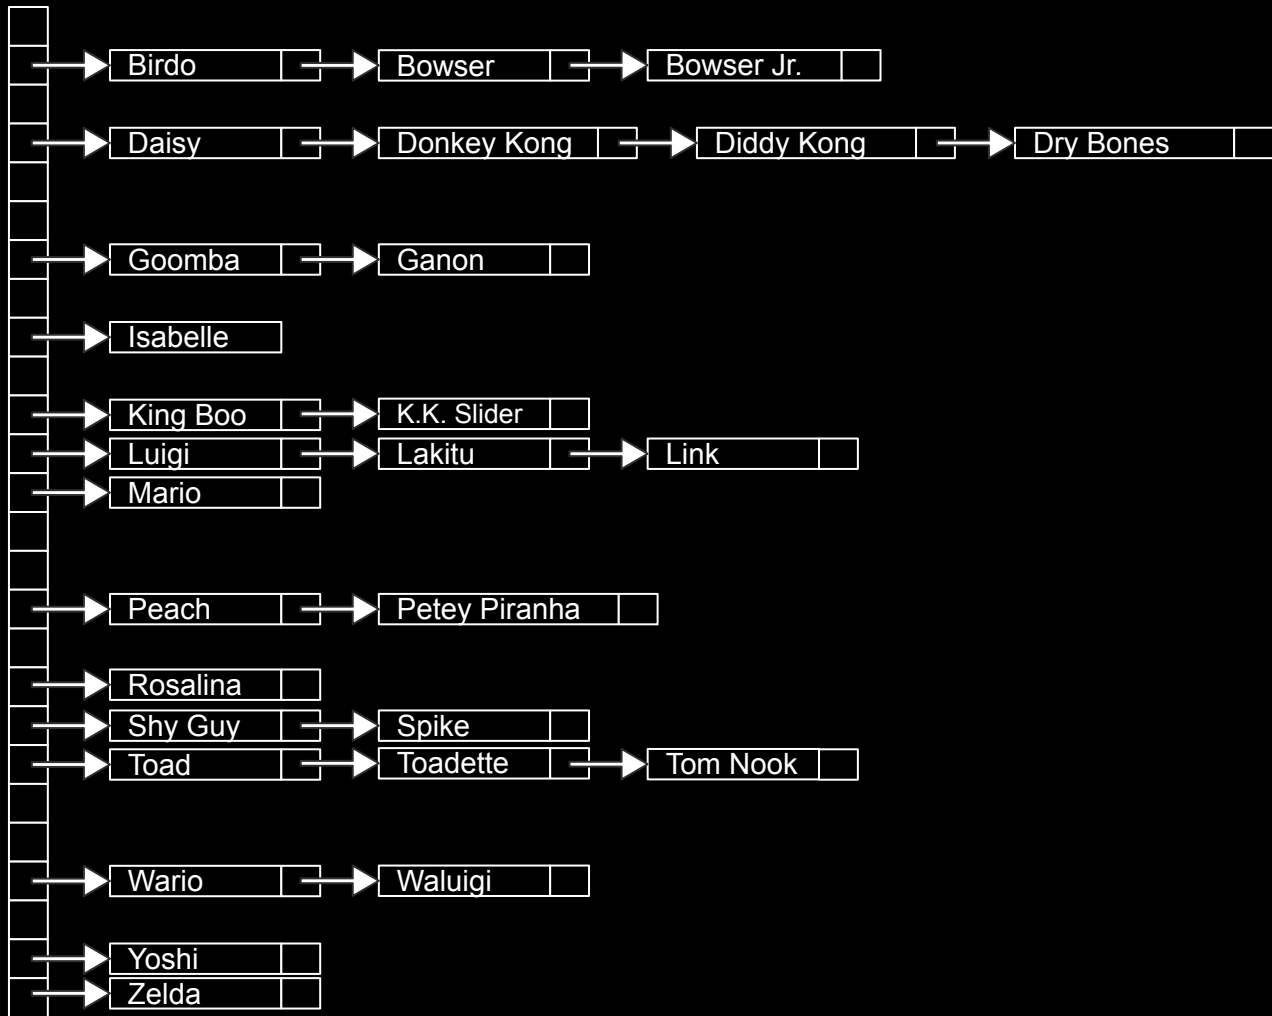 Birdo Bowser Bowser Jr.
Daisy Donkey Kong Diddy Kong Dry Bones
Goomba Ganon
Isabelle
King Boo K.K. Slider
Luigi Lakitu Link
Mario
Peach Petey Piranha
Rosalina
Shy Guy Spike
Toad Toadette Tom Nook
Wario Waluigi
Yoshi
Zelda